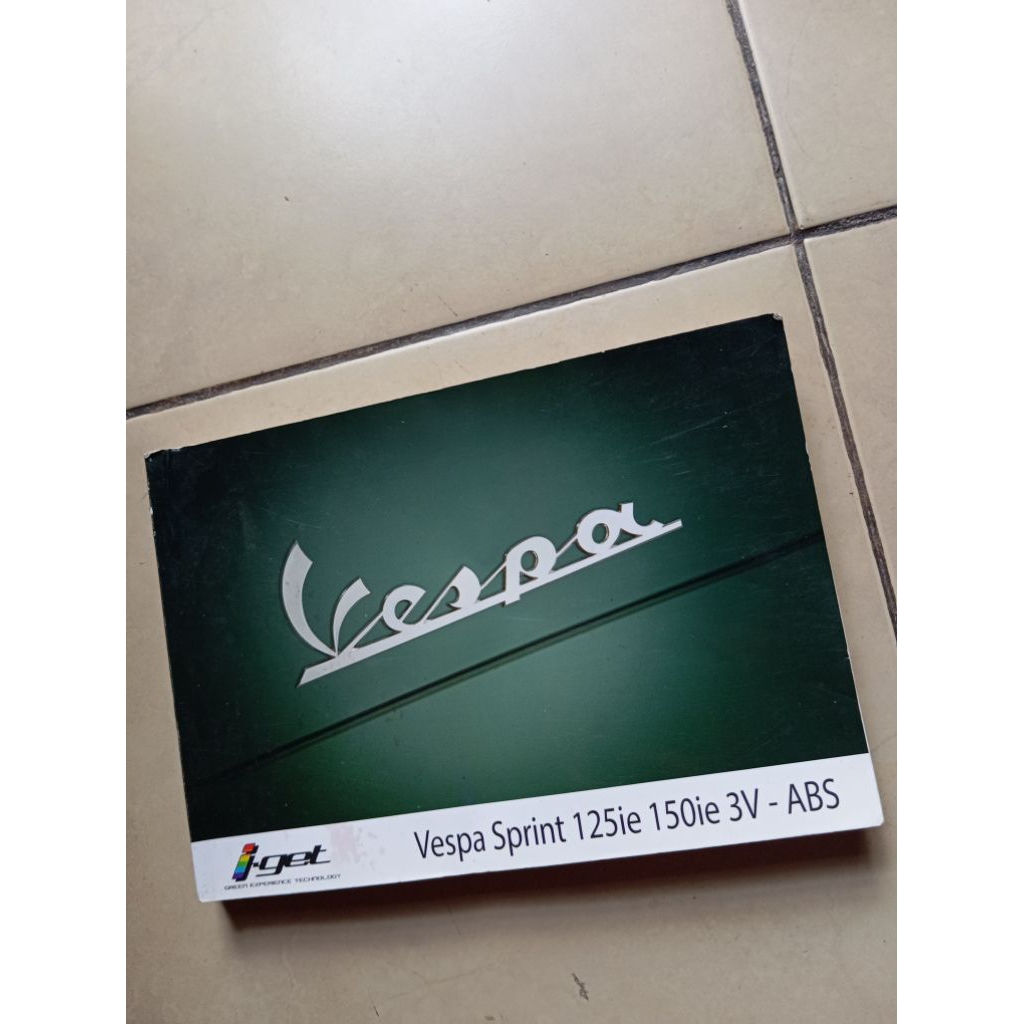 Vespa
i-get
GREEN EXPERIENCE TECHNOLOGY
Vespa Sprint 125ie 150ie 3V - ABS